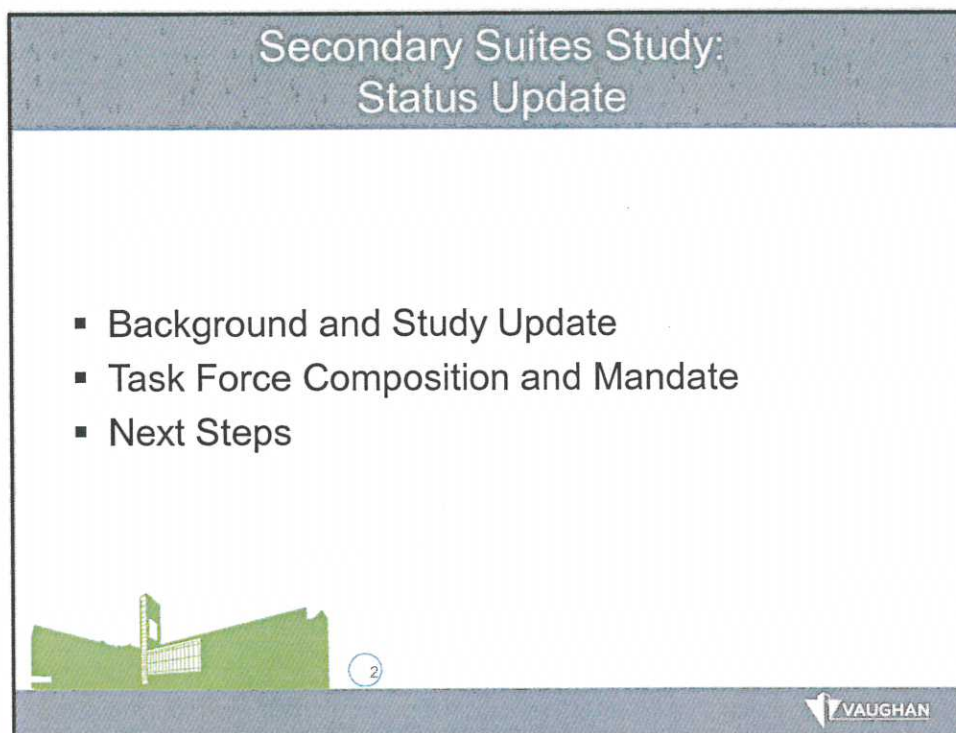 Secondary Suites Study:
Status Update
▪ Background and Study Update
▪ Task Force Composition and Mandate
▪ Next Steps
2
VAUGHAN